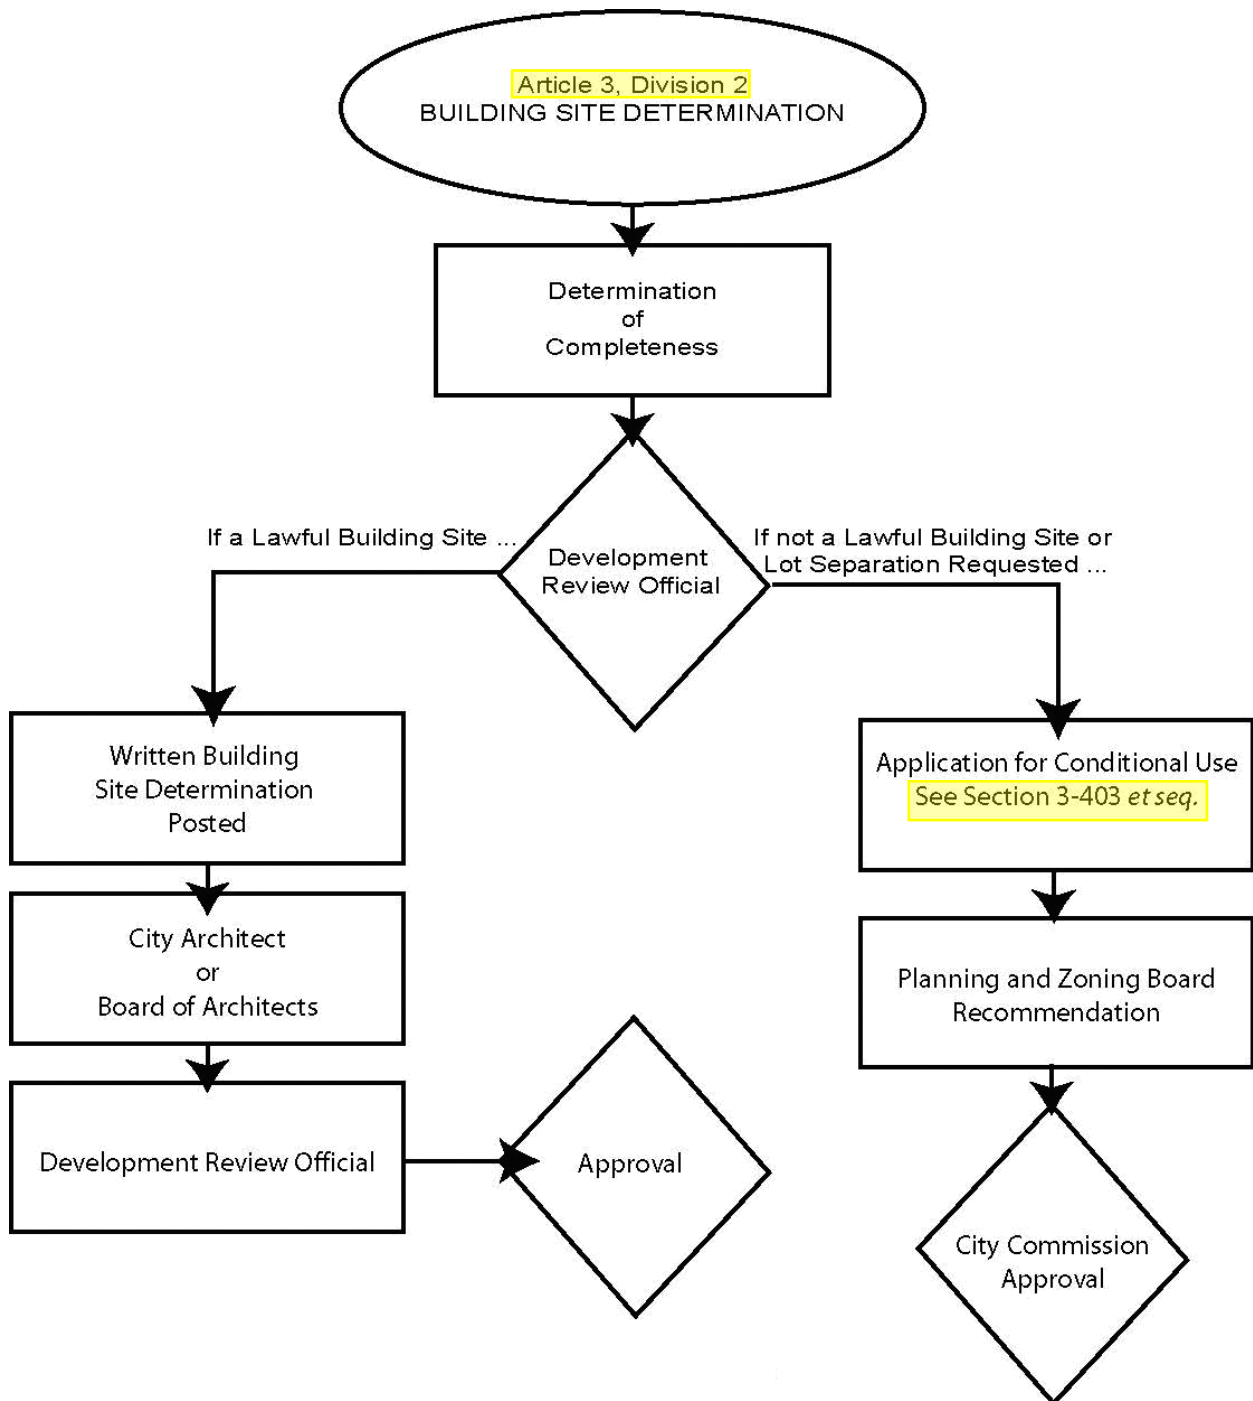 Article 3, Division 2
BUILDING SITE DETERMINATION
Determination
of
Completeness
If a Lawful Building Site ...
Development
Review Official
If not a Lawful Building Site or
Lot Separation Requested ...
Written Building
Site Determination
Posted
Application for Conditional Use
See Section 3-403 et seq.
City Architect
or
Board of Architects
Planning and Zoning Board
Recommendation
Development Review Official
Approval
City Commission
Approval